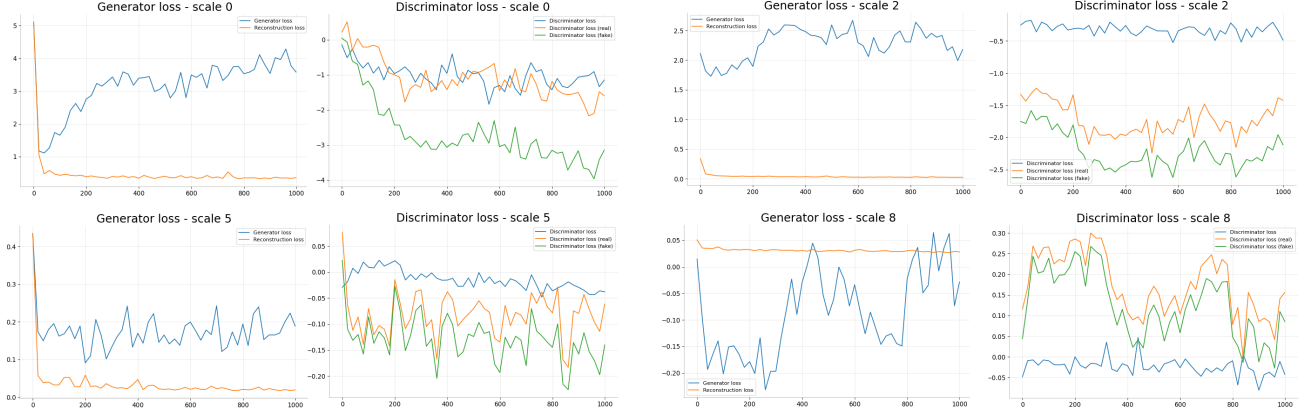 Generator loss - scale 0
Generator loss
Reconstruction loss
5
4
3
2
1
0 200 400 600 800 1000
Discriminator loss - scale 0
Discriminator loss
Discriminator loss (real)
Discriminator loss (fake)
0
−1
−2
−3
−4
0 200 400 600 800 1000
Generator loss - scale 2
Generator loss
Reconstruction loss
2.5
2.0
1.5
1.0
0.5
0.0
0 200 400 600 800 1000
Discriminator loss - scale 2
−0.5
−1.0
−1.5
−2.0
−2.5
Discriminator loss
Discriminator loss (real)
Discriminator loss (fake)
0 200 400 600 800 1000
Generator loss - scale 5
Generator loss
Reconstruction loss
0.4
0.3
0.2
0.1
0.0
0 200 400 600 800 1000
Discriminator loss - scale 5
Discriminator loss
Discriminator loss (real)
Discriminator loss (fake)
0.05
0.00
−0.05
−0.10
−0.15
−0.20
0 200 400 600 800 1000
Generator loss - scale 8
0.05
0.00
−0.05
−0.10
−0.15
−0.20
Generator loss
Reconstruction loss
0 200 400 600 800 1000
Discriminator loss - scale 8
Discriminator loss
Discriminator loss (real)
Discriminator loss (fake)
0.30
0.25
0.20
0.15
0.10
0.05
0.00
−0.05
0 200 400 600 800 1000